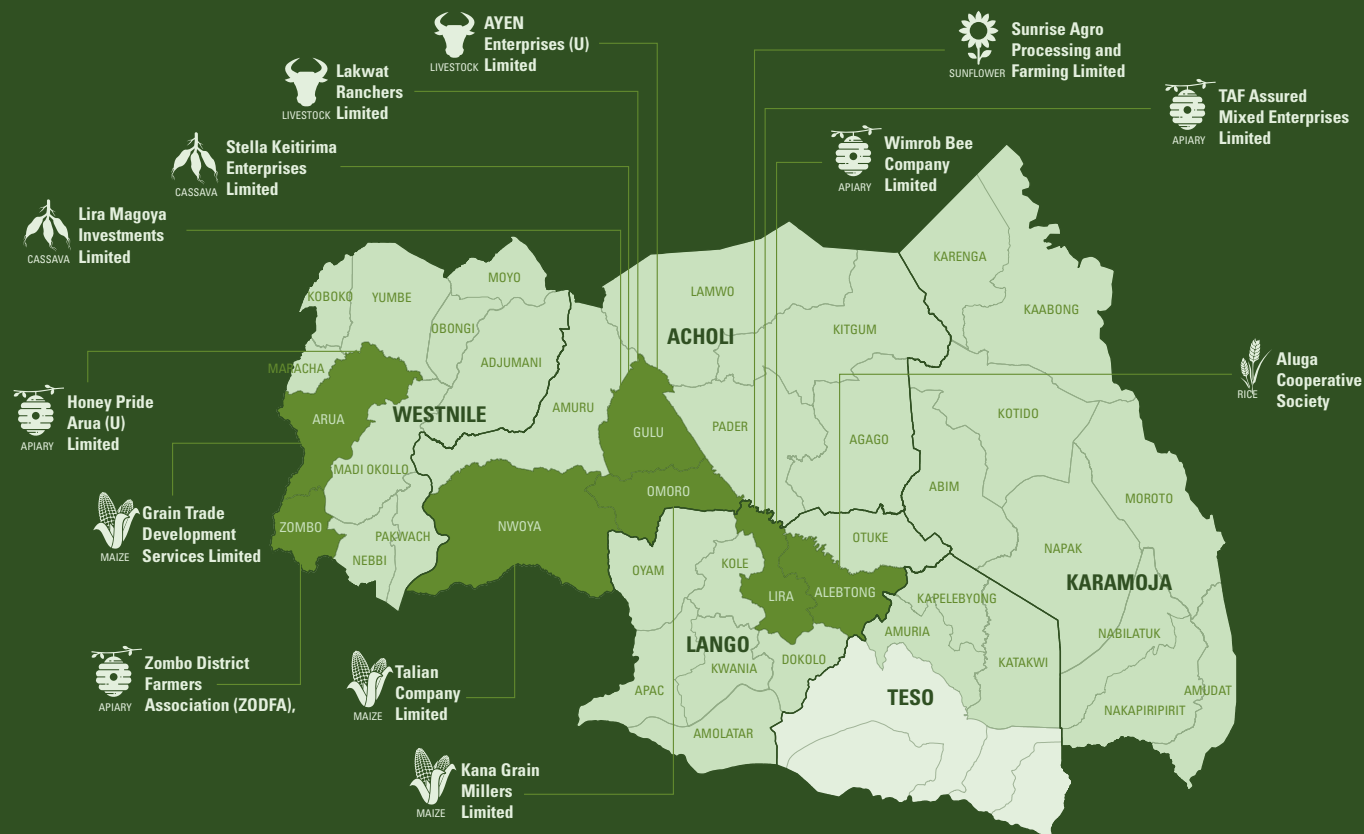 AYEN
Enterprises (U)
Limited
LIVESTOCK
Lakwat
Ranchers
Limited
LIVESTOCK
Stella Keitirima
Enterprises
Limited
CASSAVA
Lira Magoya
Investments
Limited
CASSAVA
Sunrise Agro
Processing and
Farming Limited
SUNFLOWER
TAF Assured
Mixed Enterprises
Limited
APIARY
Wimrob Bee
Company
Limited
APIARY
Aluga
Cooperative
Society
RICE
Honey Pride
Arua (U)
Limited
APIARY
Grain Trade
Development
Services Limited
MAIZE
Zombo District
Farmers
Association (ZODFA),
APIARY
Talian
Company
Limited
MAIZE
Kana Grain
Millers
Limited
MAIZE
WESTNILE
KOBOKO
YUMBE
MOYO
OBONGI
ADJUMANI
MARACHA
ARUA
MADI OKOLLO
ZOMBO
NEBBI
PAKWACH
ACHOLI
LAMWO
KITGUM
AMURU
GULU
PADER
AGAGO
OMORO
NWOYA
LANGO
OYAM
KOLE
LIRA
ALEBTONG
OTUKE
DOKOLO
KWANIA
APAC
AMOLATAR
TESO
KAPELEBYONG
AMURIA
KATAKWI
KARAMOJA
KARENGA
KAABONG
KOTIDO
ABIM
MOROTO
NAPAK
NABILATUK
AMUDAT
NAKAPIRIPIRIT